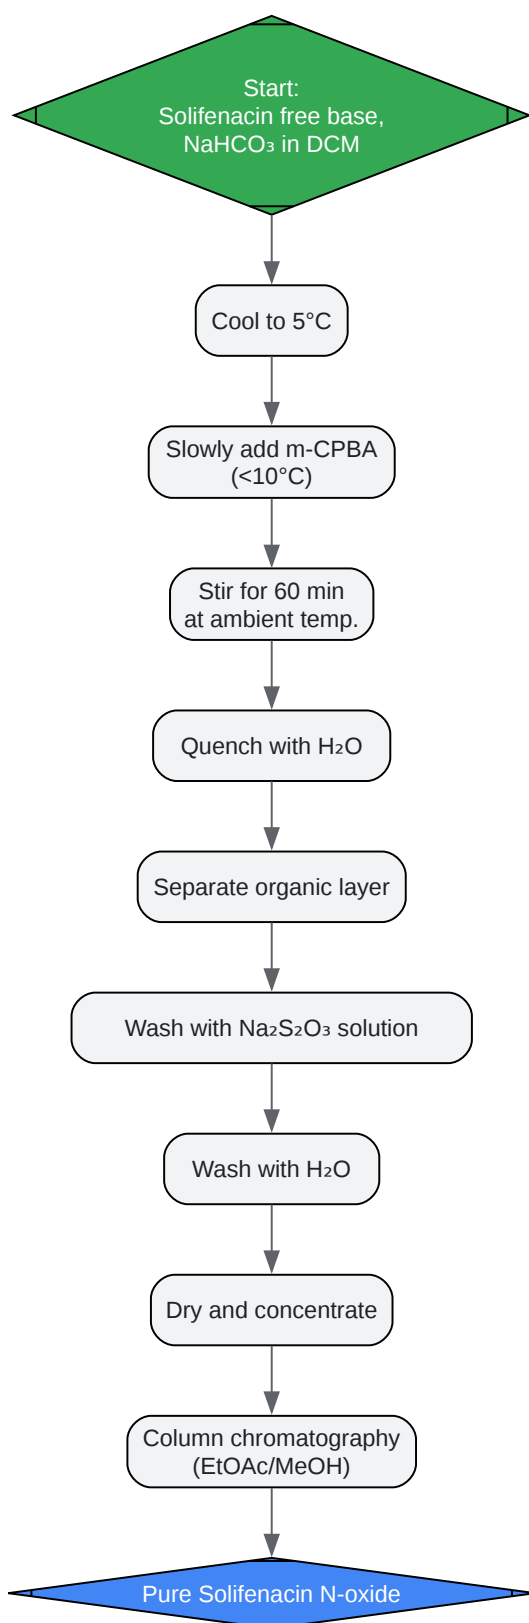 Start:
Solifenacin free base,
NaHCO₃ in DCM
Cool to 5°C
Slowly add m-CPBA
(<10°C)
Stir for 60 min
at ambient temp.
Quench with H₂O
Separate organic layer
Wash with Na₂S₂O₃ solution
Wash with H₂O
Dry and concentrate
Column chromatography
(EtOAc/MeOH)
Pure Solifenacin N-oxide